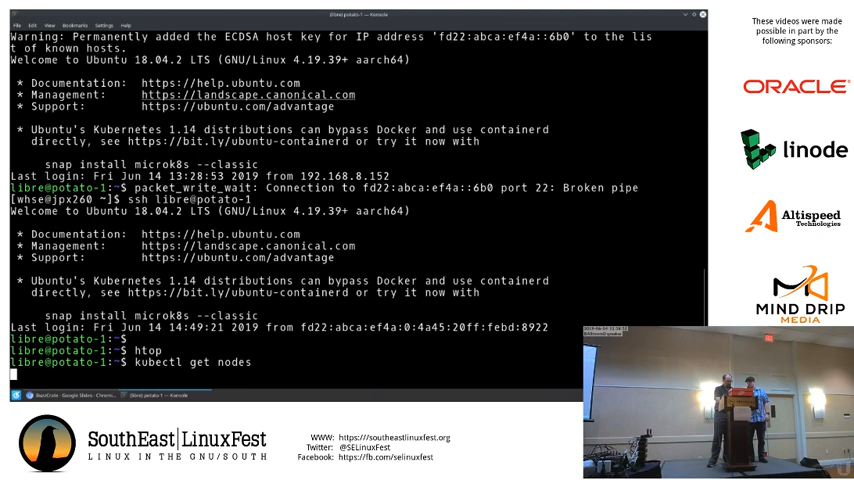 (libre) potato-1 — Konsole
File Edit View Bookmarks Settings Help
Warning: Permanently added the ECDSA host key for IP address 'fd22:abca:ef4a::6b0' to the lis
t of known hosts.
Welcome to Ubuntu 18.04.2 LTS (GNU/Linux 4.19.39+ aarch64)
* Documentation: https://help.ubuntu.com
* Management: https://landscape.canonical.com
* Support: https://ubuntu.com/advantage
* Ubuntu's Kubernetes 1.14 distributions can bypass Docker and use containerd
directly, see https://bit.ly/ubuntu-containerd or try it now with
snap install microk8s --classic
Last login: Fri Jun 14 13:28:53 2019 from 192.168.8.152
libre@potato-1:~$ packet_write_wait: Connection to fd22:abca:ef4a::6b0 port 22: Broken pipe
[whse@jpx260 ~]$ ssh libre@potato-1
Welcome to Ubuntu 18.04.2 LTS (GNU/Linux 4.19.39+ aarch64)
* Documentation: https://help.ubuntu.com
* Management: https://landscape.canonical.com
* Support: https://ubuntu.com/advantage
* Ubuntu's Kubernetes 1.14 distributions can bypass Docker and use containerd
directly, see https://bit.ly/ubuntu-containerd or try it now with
snap install microk8s --classic
Last login: Fri Jun 14 14:49:21 2019 from fd22:abca:ef4a:0:4a45:20ff:febd:8922
libre@potato-1:~$
libre@potato-1:~$ htop
libre@potato-1:~$ kubectl get nodes
Google Slides - Chromi...
(libre) potato-1 — Konsole
These videos were made
possible in part by the
following sponsors:
ORACLE
linode
Altispeed
Technologies
MIND DRIP
MEDIA
SouthEast|LinuxFest
LINUX IN THE GNU/SOUTH
WWW: https:///southeastlinuxfest.org
Twitter: @SELinuxFest
Facebook: https://fb.com/selinuxfest